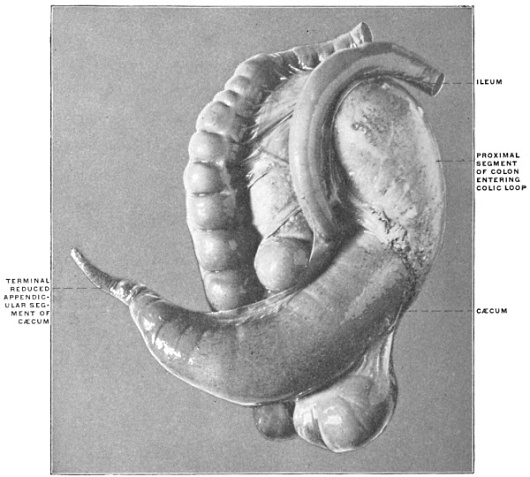 ILEUM
PROXIMAL
SEGMENT
OF COLON
ENTERING
COLIC LOOP
TERMINAL
REDUCED
APPENDIC-
ULAR SEG-
MENT OF
CÆCUM
CÆCUM